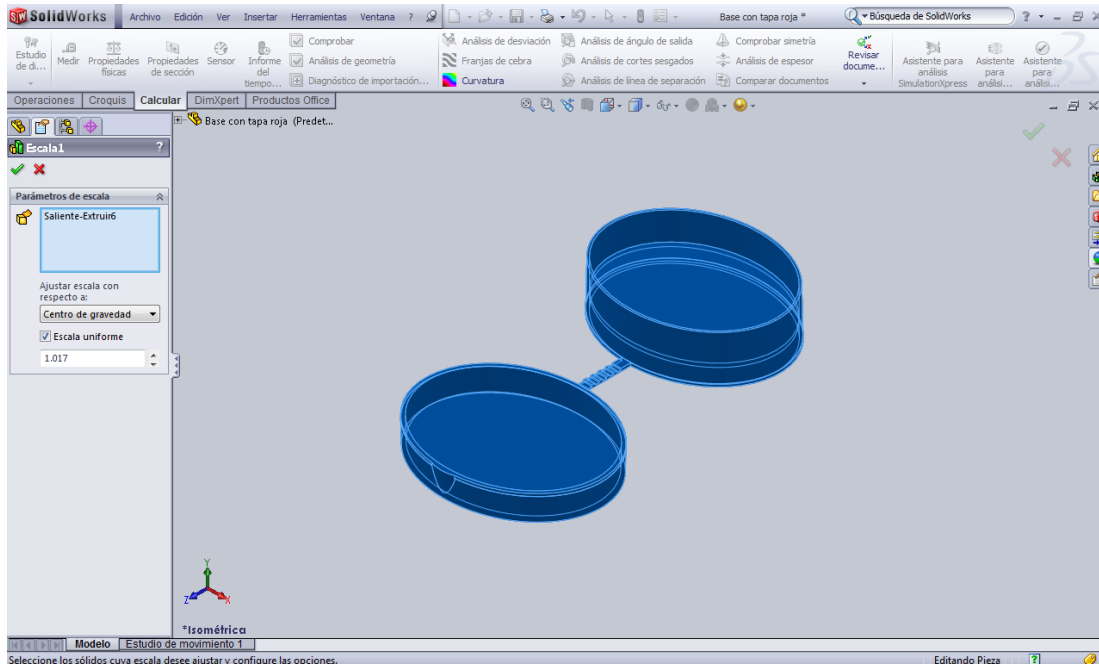 SolidWorks Archivo Edición Ver Insertar Herramientas Ventana ? Base con tapa roja * Búsqueda de SolidWorks ?
Estudio de di...
Medir
Propiedades físicas
Propiedades de sección
Sensor
Informe del tiempo...
Comprobar
Análisis de geometría
Diagnóstico de importación...
Análisis de desviación
Franjas de cebra
Curvatura
Análisis de ángulo de salida
Análisis de cortes sesgados
Análisis de línea de separación
Comprobar simetría
Análisis de espesor
Comparar documentos
Revisar docume...
Asistente para análisis SimulationXpress
Asistente para análisi...
Asistente para análisi...
Operaciones Croquis Calcular DimXpert Productos Office
Base con tapa roja (Predet...
Escala1 ?
Parámetros de escala
Saliente-Extruir6
Ajustar escala con
respecto a:
Centro de gravedad
Escala uniforme
1.017
Y
Z X
*Isométrica
Modelo Estudio de movimiento 1
Seleccione los sólidos cuya escala desee ajustar y configure las opciones. Editando Pieza ?